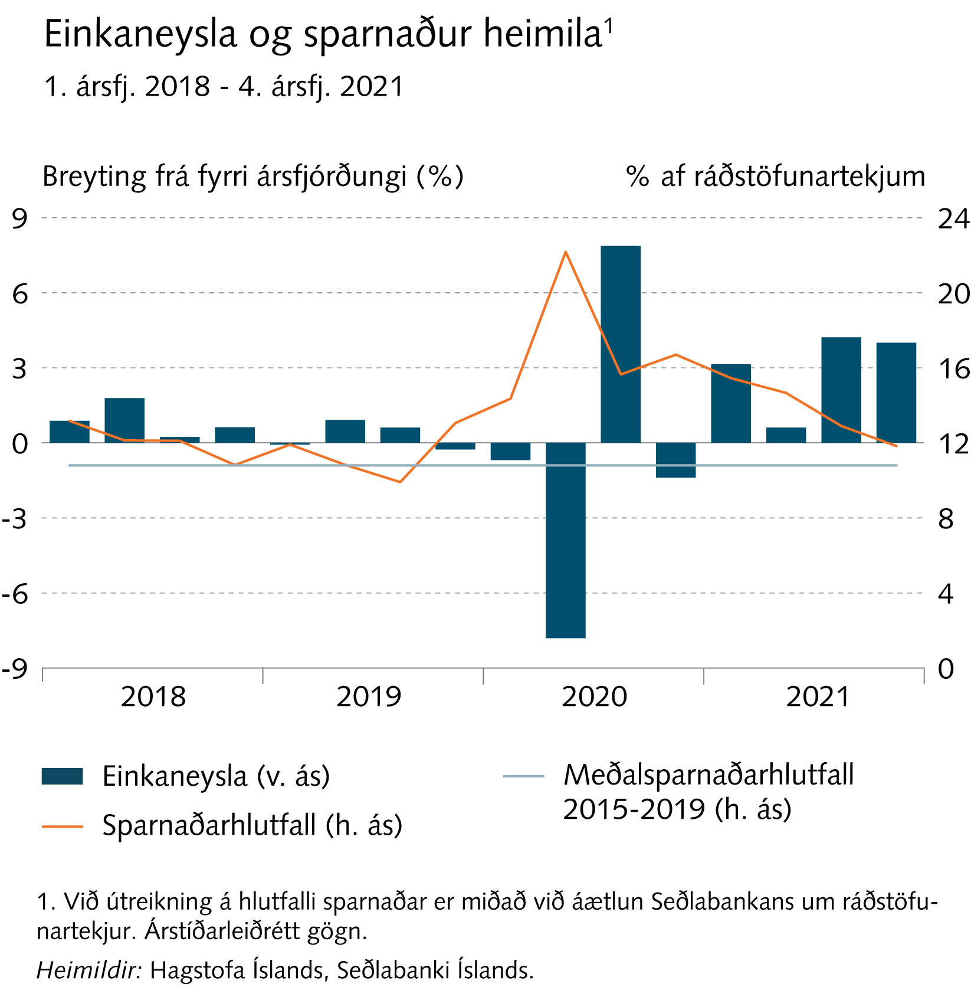 Einkaneysla og sparnaður heimila¹
1. ársfj. 2018 - 4. ársfj. 2021
Breyting frá fyrri ársfjórðungi (%)
% af ráðstöfunartekjum
9
6
3
0
-3
-6
-9
24
20
16
12
8
4
0
2018
2019
2020
2021
Einkaneysla (v. ás)
Sparnaðarhlutfall (h. ás)
Meðalsparnaðarhlutfall
2015-2019 (h. ás)
1. Við útreikning á hlutfalli sparnaðar er miðað við áætlun Seðlabankans um ráðstöfu-
nartekjur. Árstíðarleiðrétt gögn.
Heimildir: Hagstofa Íslands, Seðlabanki Íslands.